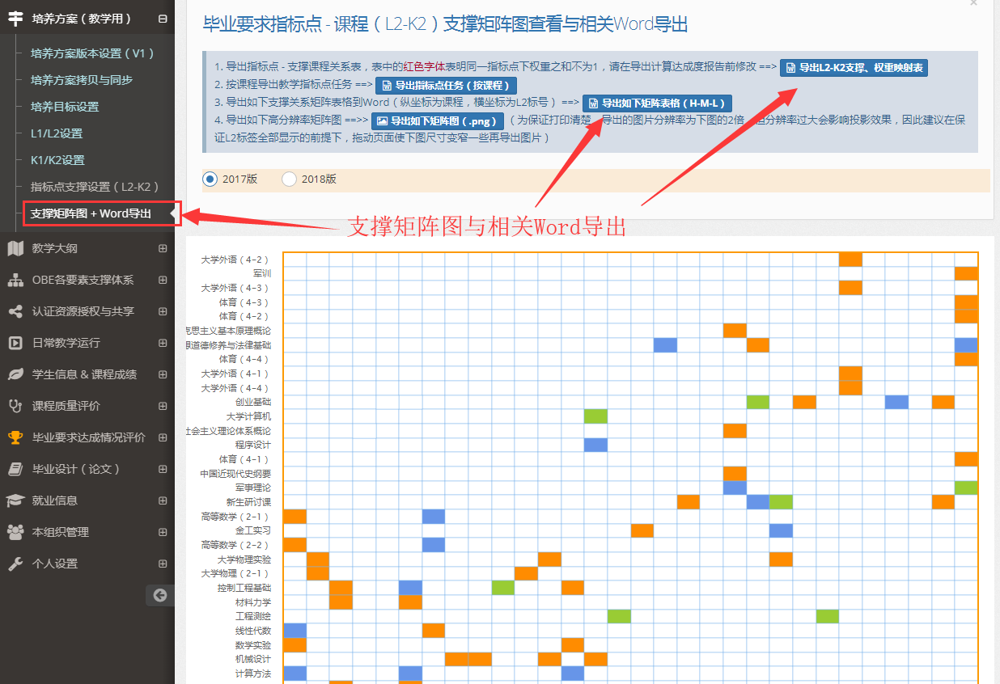 培养方案（教学用）
培养方案版本设置（V1）
培养方案拷贝与同步
培养目标设置
L1/L2设置
K1/K2设置
指标点支撑设置（L2-K2）
支撑矩阵图 + Word导出
教学大纲
OBE各要素支撑体系
认证资源授权与共享
日常教学运行
学生信息 & 课程成绩
课程质量评价
毕业要求达成情况评价
毕业设计（论文）
就业信息
本组织管理
个人设置
毕业要求指标点 - 课程（L2-K2）支撑矩阵图查看与相关Word导出
1. 导出指标点 - 支撑课程关系表，表中的红色字体表明同一指标点下权重之和不为1，请在导出计算达成度报告前修改 ==> 导出L2-K2支撑、权重映射表
2. 按课程导出教学指标点任务 ==> 导出指标点任务（按课程）
3. 导出如下支撑关系矩阵表格到Word（纵坐标为课程，横坐标为L2标号） ==> 导出如下矩阵表格（H-M-L）
4. 导出如下高分辨率矩阵图 ==>> 导出如下矩阵图（.png）（为保证打印清楚，导出的图片分辨率为下图的2倍，但分辨率过大会影响投影效果，因此建议在保
证L2标签全部显示的前提下，拖动页面使下图尺寸变窄一些再导出图片）
2017版 2018版
支撑矩阵图与相关Word导出
大学外语（4-2）
军训
大学外语（4-3）
体育（4-3）
体育（4-2）
克思主义基本原理概论
想道德修养与法律基础
体育（4-4）
大学外语（4-1）
大学外语（4-4）
创业基础
大学计算机
社会主义理论体系概论
程序设计
体育（4-1）
中国近现代史纲要
军事理论
新生研讨课
高等数学（2-1）
金工实习
高等数学（2-2）
大学物理实验
大学物理（2-1）
控制工程基础
材料力学
工程测绘
线性代数
数学实验
机械设计
计算方法